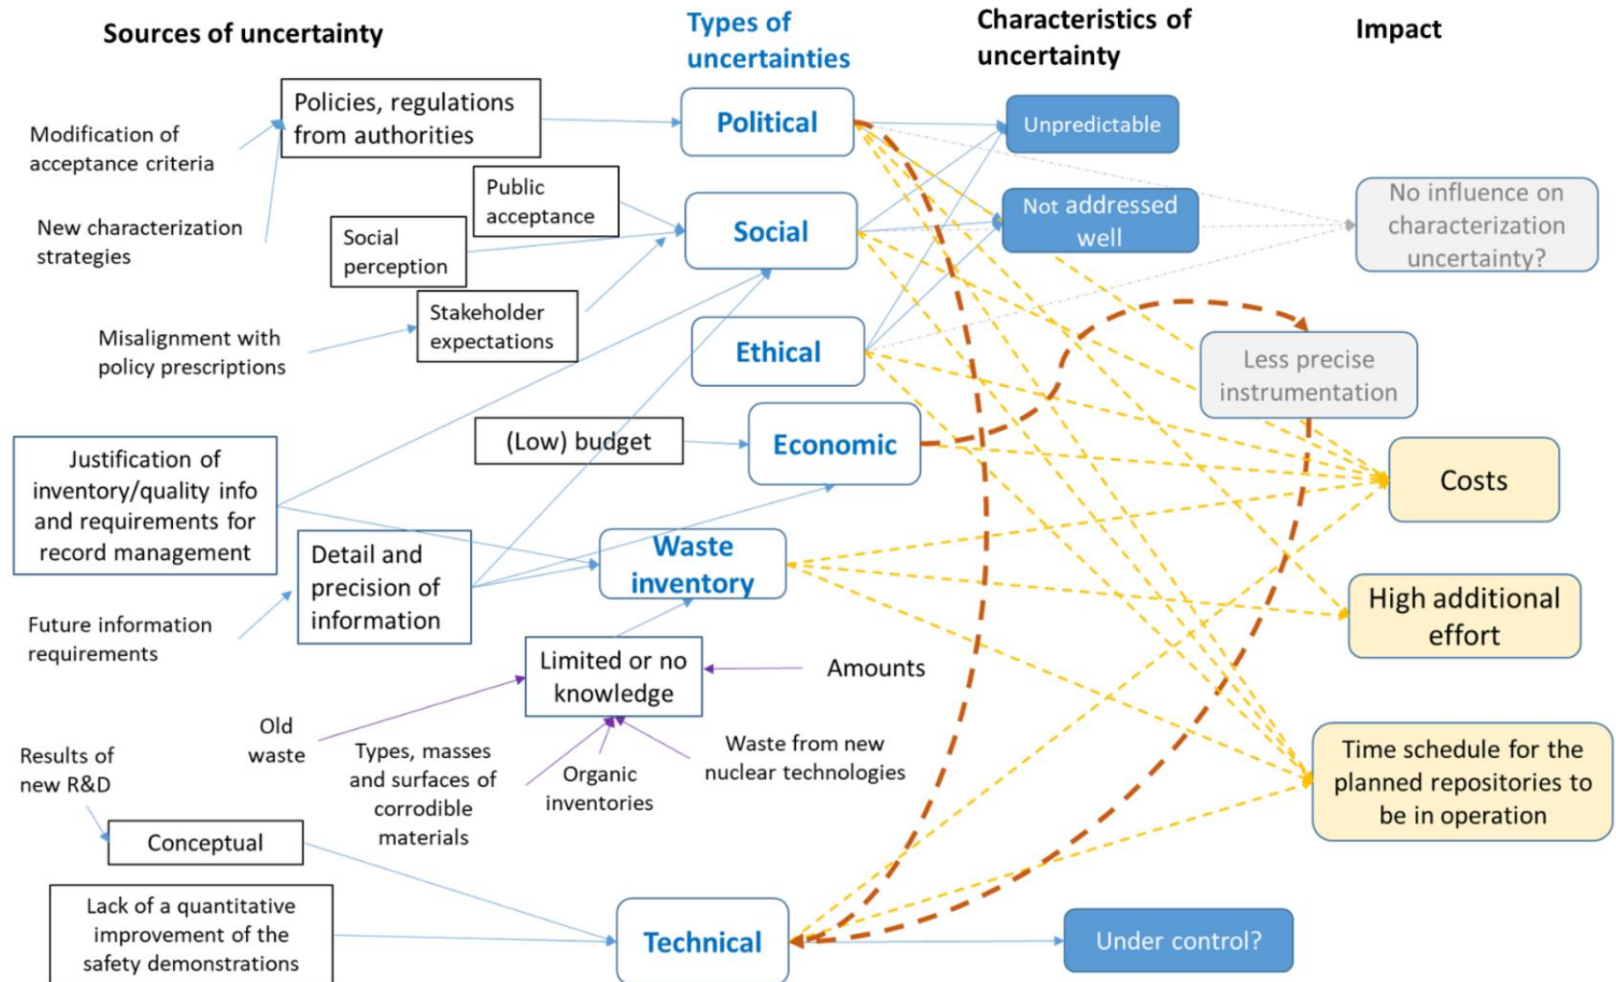 Sources of uncertainty
Types of
uncertainties
Characteristics of
uncertainty
Impact
Modification of
acceptance criteria
New characterization
strategies
Policies, regulations
from authorities
Public
acceptance
Social
perception
Stakeholder
expectations
Misalignment with
policy prescriptions
(Low) budget
Justification of
inventory/quality info
and requirements for
record management
Detail and
precision of
information
Future information
requirements
Limited or no
knowledge
Amounts
Old
waste
Types, masses
and surfaces of
corrodible
materials
Organic
inventories
Waste from new
nuclear technologies
Results of
new R&D
Conceptual
Lack of a quantitative
improvement of the
safety demonstrations
Political
Social
Ethical
Economic
Waste
inventory
Technical
Unpredictable
Not addressed
well
Under control?
No influence on
characterization
uncertainty?
Less precise
instrumentation
Costs
High additional
effort
Time schedule for the
planned repositories to
be in operation